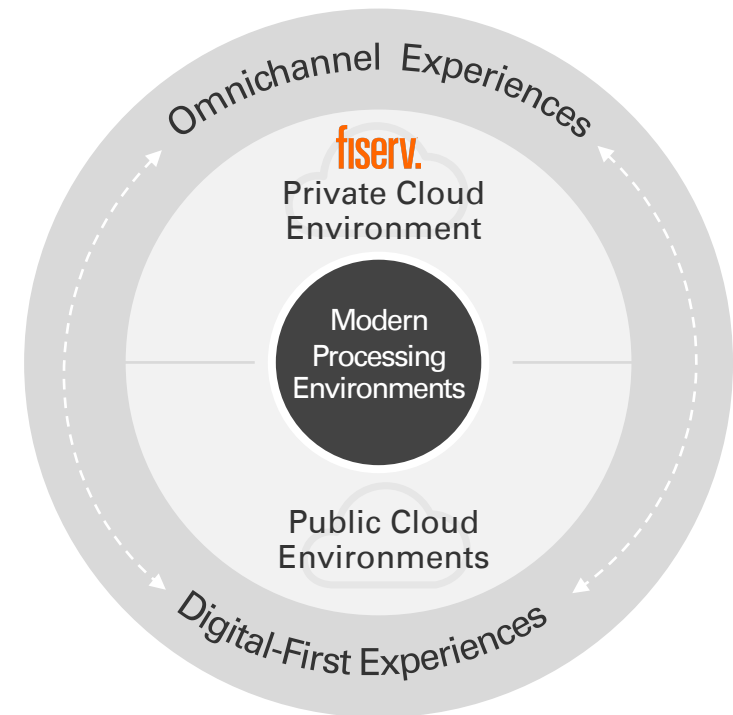 Omnichannel Experiences
fiserv.
Private Cloud
Environment
Modern
Processing
Environments
Public Cloud
Environments
Digital-First Experiences